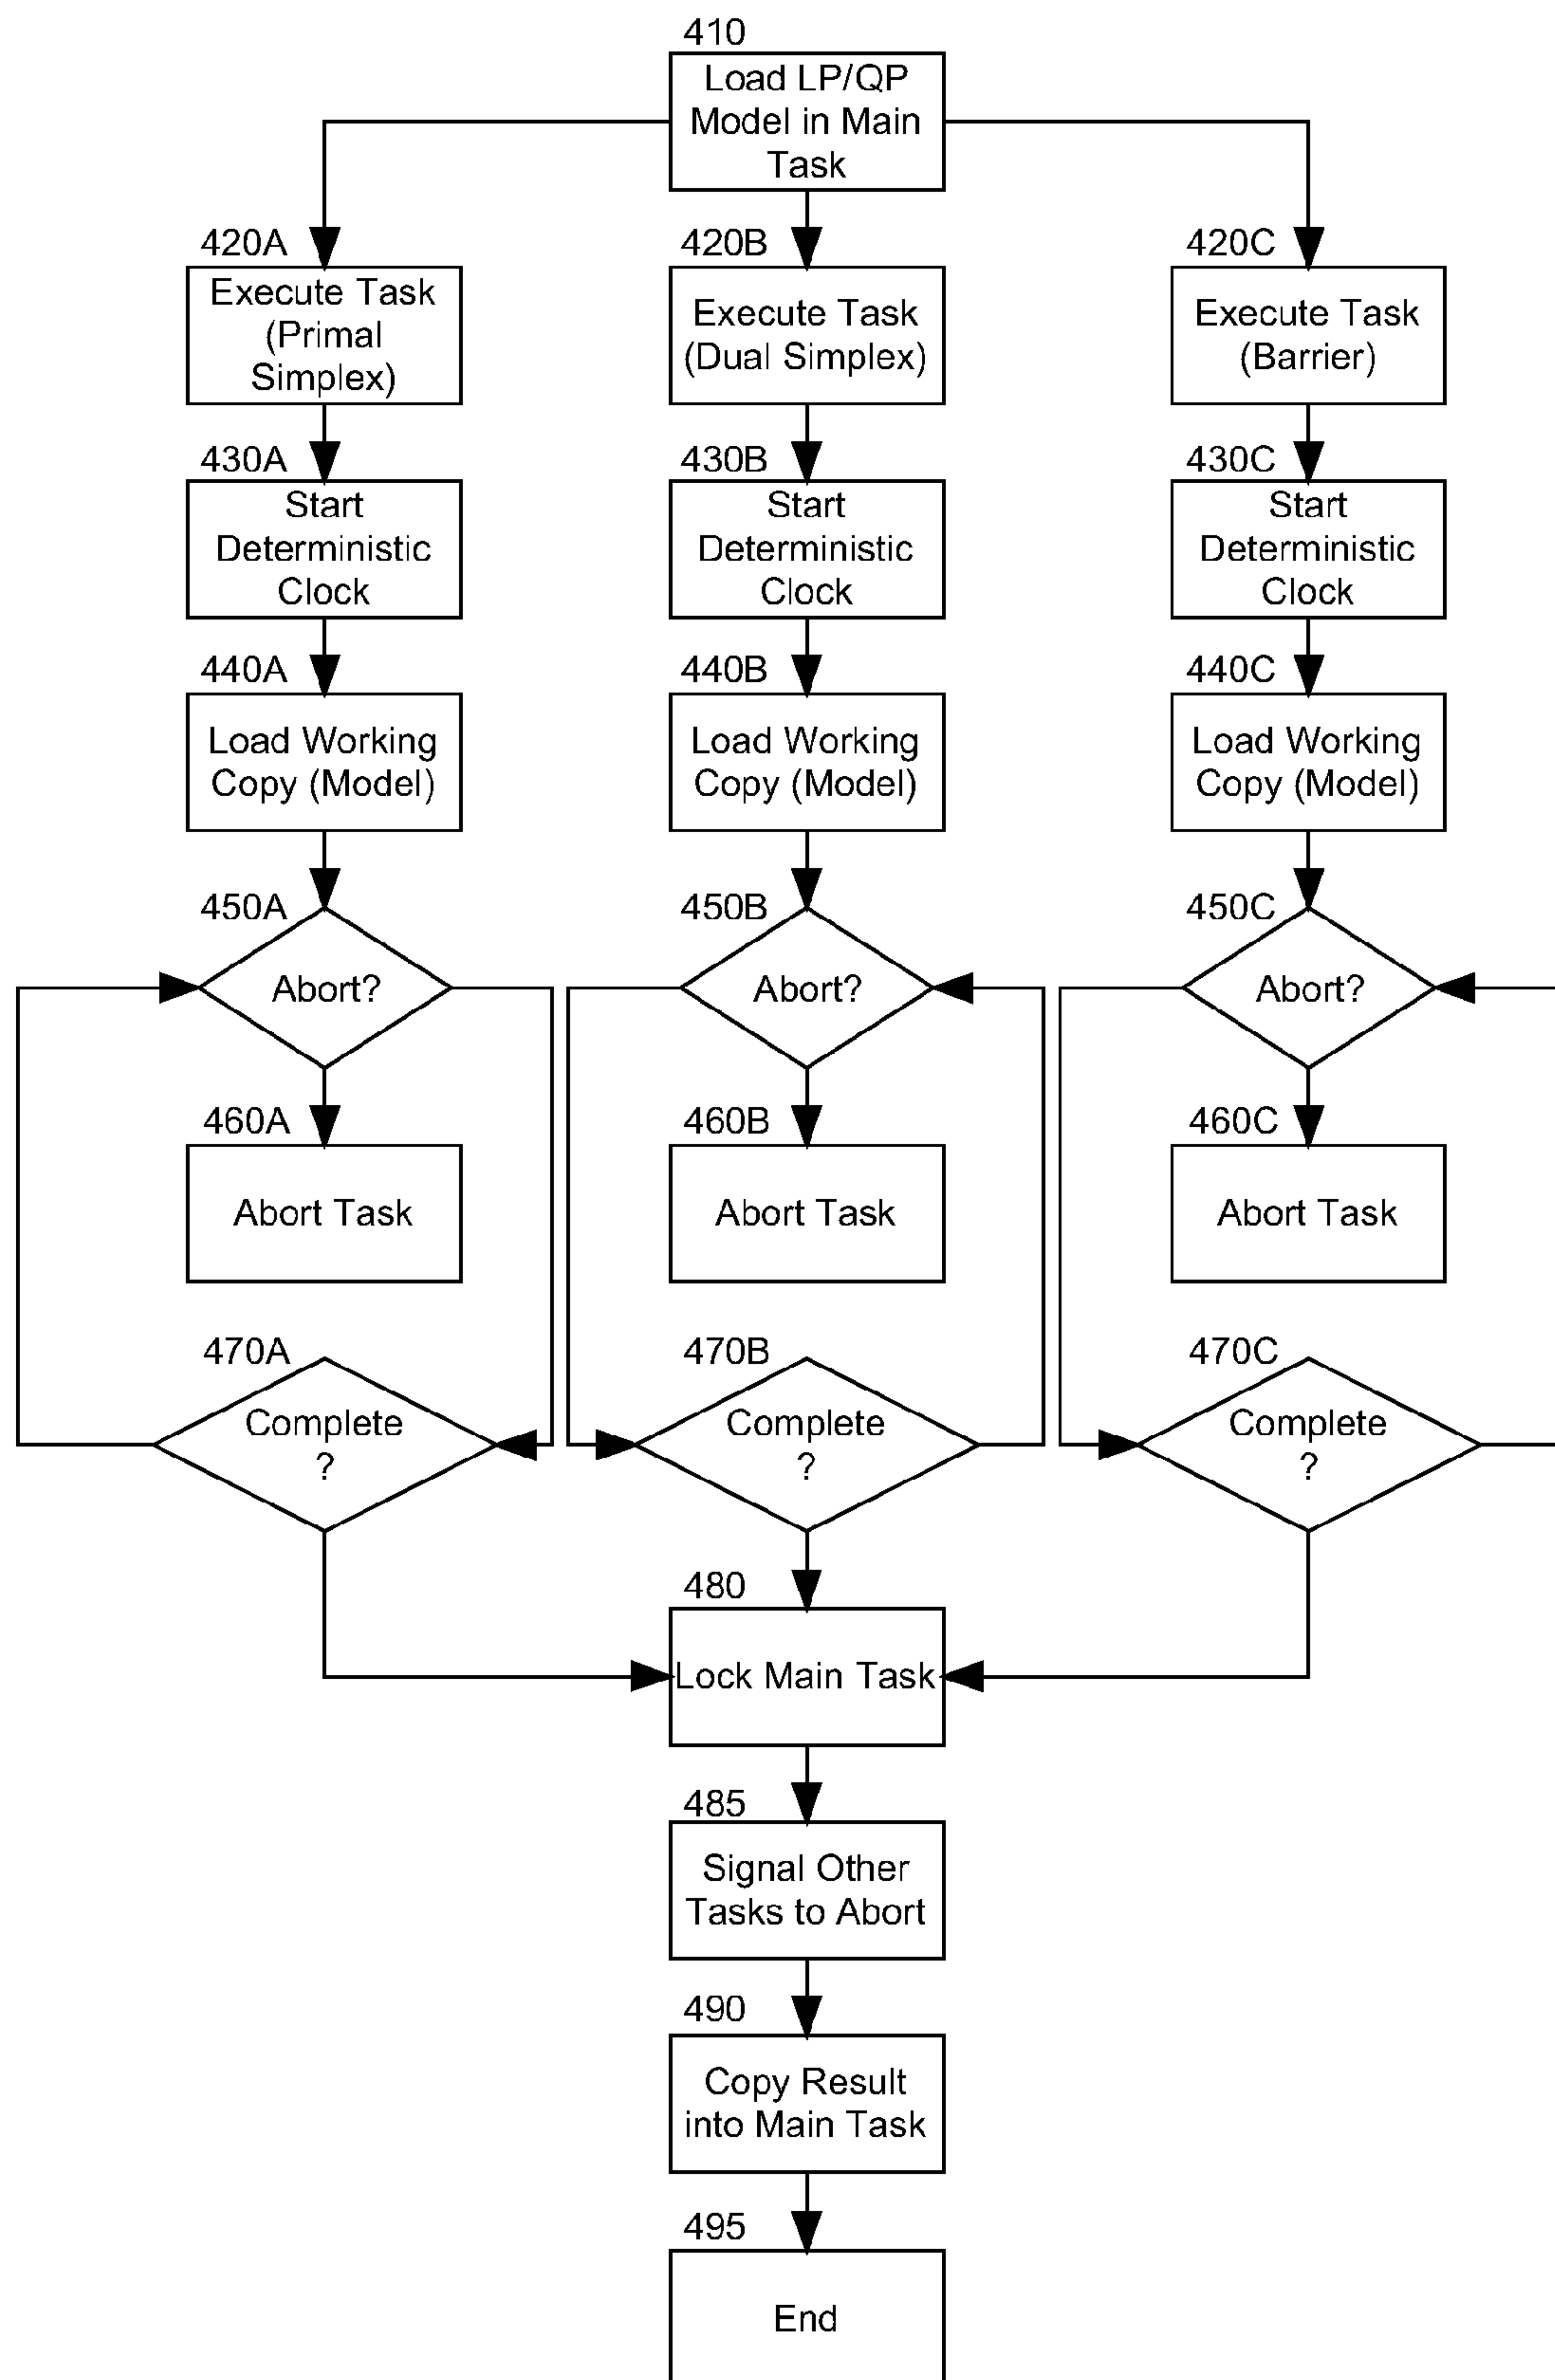 410
Load LP/QP
Model in Main
Task
420A
Execute Task
(Primal
Simplex)
420B
Execute Task
(Dual Simplex)
420C
Execute Task
(Barrier)
430A
Start
Deterministic
Clock
430B
Start
Deterministic
Clock
430C
Start
Deterministic
Clock
440A
Load Working
Copy (Model)
440B
Load Working
Copy (Model)
440C
Load Working
Copy (Model)
450A
Abort?
450B
Abort?
450C
Abort?
460A
Abort Task
460B
Abort Task
460C
Abort Task
470A
Complete
?
470B
Complete
?
470C
Complete
?
480
Lock Main Task
485
Signal Other
Tasks to Abort
490
Copy Result
into Main Task
495
End